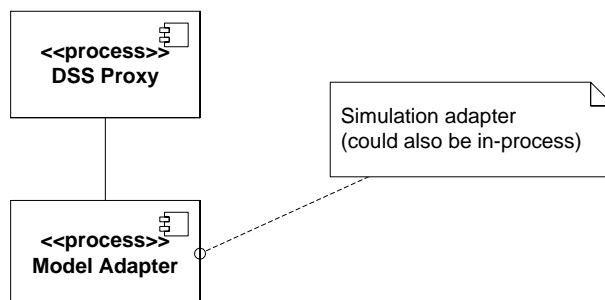 <<process>>
DSS Proxy
Simulation adapter
(could also be in-process)
<<process>>
Model Adapter